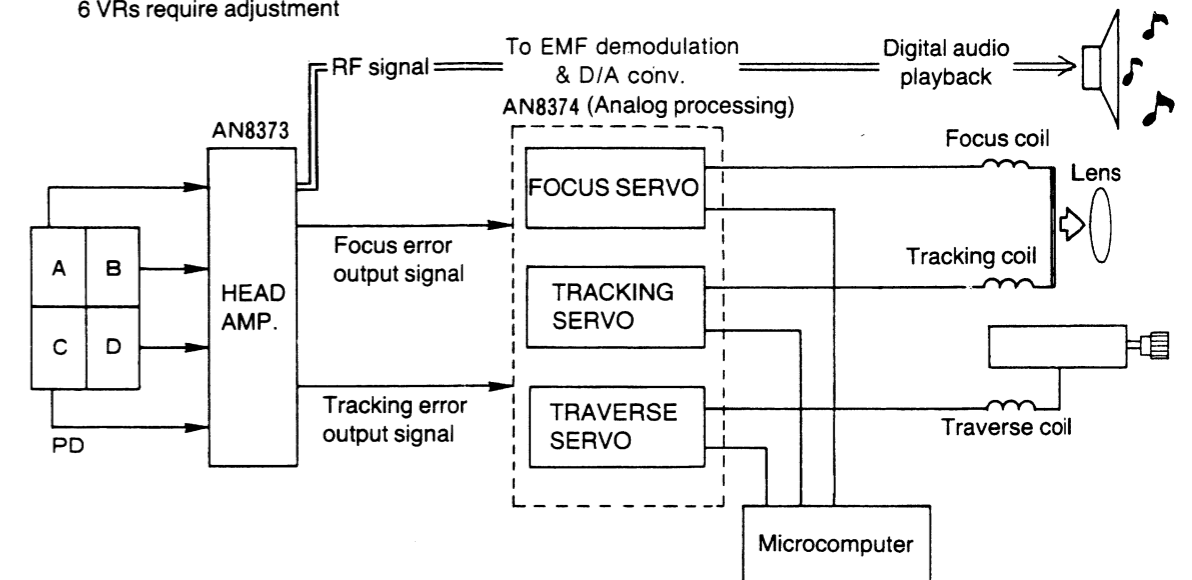 6 VRs require adjustment
RF signal
To EMF demodulation
& D/A conv.
Digital audio
playback
AN8374 (Analog processing)
AN8373
Focus coil
FOCUS SERVO
Lens
A
B
Focus error
output signal
Tracking coil
HEAD
AMP.
TRACKING
SERVO
C
D
Tracking error
output signal
TRAVERSE
SERVO
Traverse coil
PD
Microcomputer